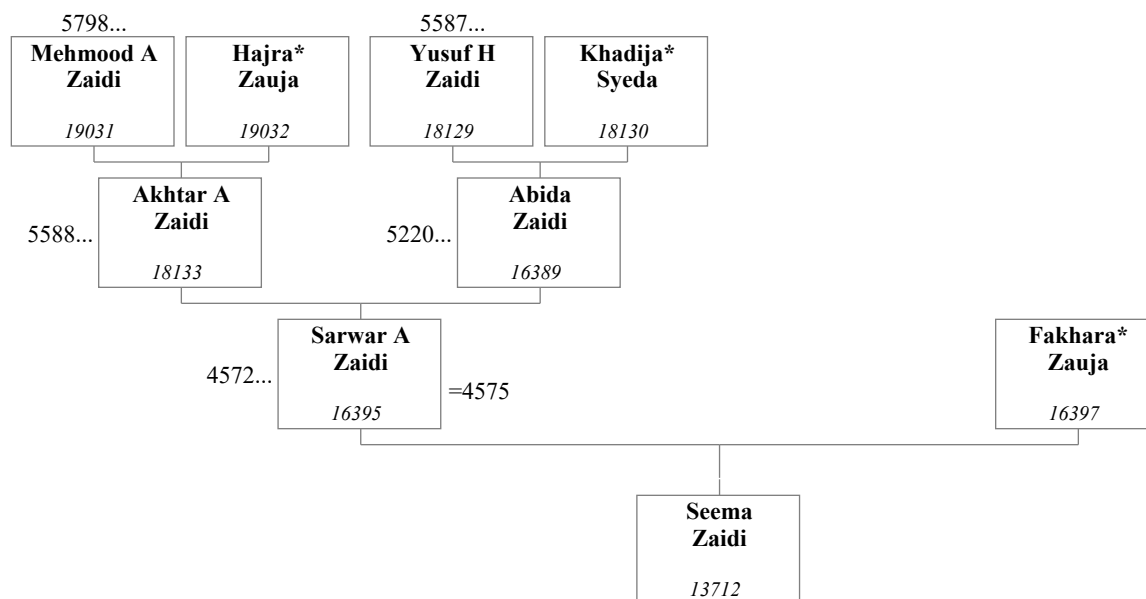 5798...
Mehmood A
Zaidi
19031
Hajra*
Zauja
19032
5587...
Yusuf H
Zaidi
18129
Khadija*
Syeda
18130
5588...
Akhtar A
Zaidi
18133
5220...
Abida
Zaidi
16389
4572...
Sarwar A
Zaidi
16395
=4575
Fakhara*
Zauja
16397
Seema
Zaidi
13712